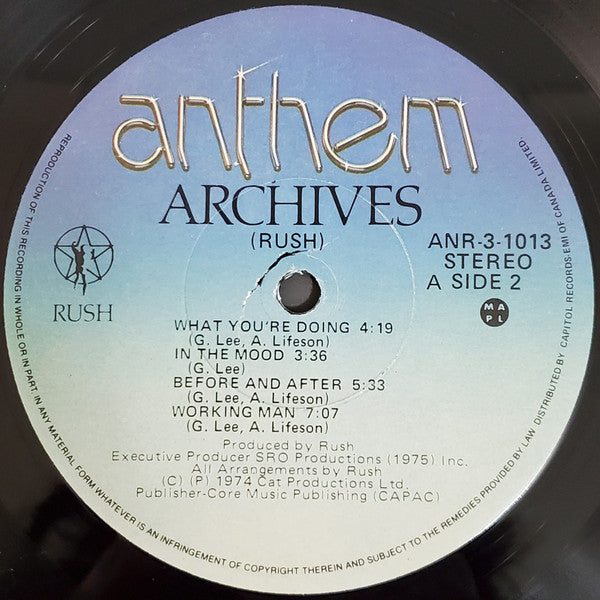 anthem
ARCHIVES
(RUSH)
ANR-3-1013
STEREO
A SIDE 2
M A
P L
RUSH
WHAT YOU'RE DOING 4:19
(G. Lee, A. Lifeson)
IN THE MOOD 3:36
(G. Lee)
BEFORE AND AFTER 5:33
(G. Lee, A. Lifeson)
WORKING MAN 7:07
(G. Lee, A. Lifeson)
Produced by Rush
Executive Producer SRO Productions (1975) Inc.
All Arrangements by Rush
(C) (P) 1974 Cat Productions Ltd.
Publisher-Core Music Publishing (CAPAC)
REPRODUCTION OF THIS RECORDING IN WHOLE OR IN PART, IN ANY MATERIAL FORM WHATEVER IS AN INFRINGEMENT OF COPYRIGHT THEREIN AND SUBJECT TO THE REMEDIES PROVIDED BY LAW DISTRIBUTED BY CAPITOL RECORDS-EMI OF CANADA LIMITED.